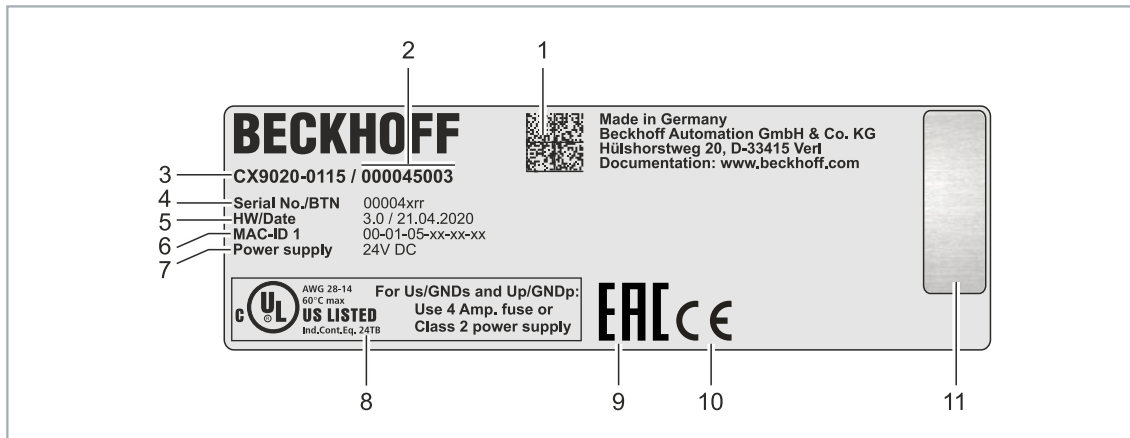 2
1
BECKHOFF
Made in Germany
Beckhoff Automation GmbH & Co. KG
Hülshorstweg 20, D-33415 Verl
Documentation: www.beckhoff.com
3
CX9020-0115 / 000045003
4
Serial No./BTN 00004xrr
5
HW/Date 3.0 / 21.04.2020
6
MAC-ID 1 00-01-05-xx-xx-xx
7
Power supply 24V DC
C UL ®
AWG 28-14
60°C max
US LISTED
Ind.Cont.Eq. 24TB
For Us/GNDs and Up/GNDp:
Use 4 Amp. fuse or
Class 2 power supply
EAC CE
8
9
10
11